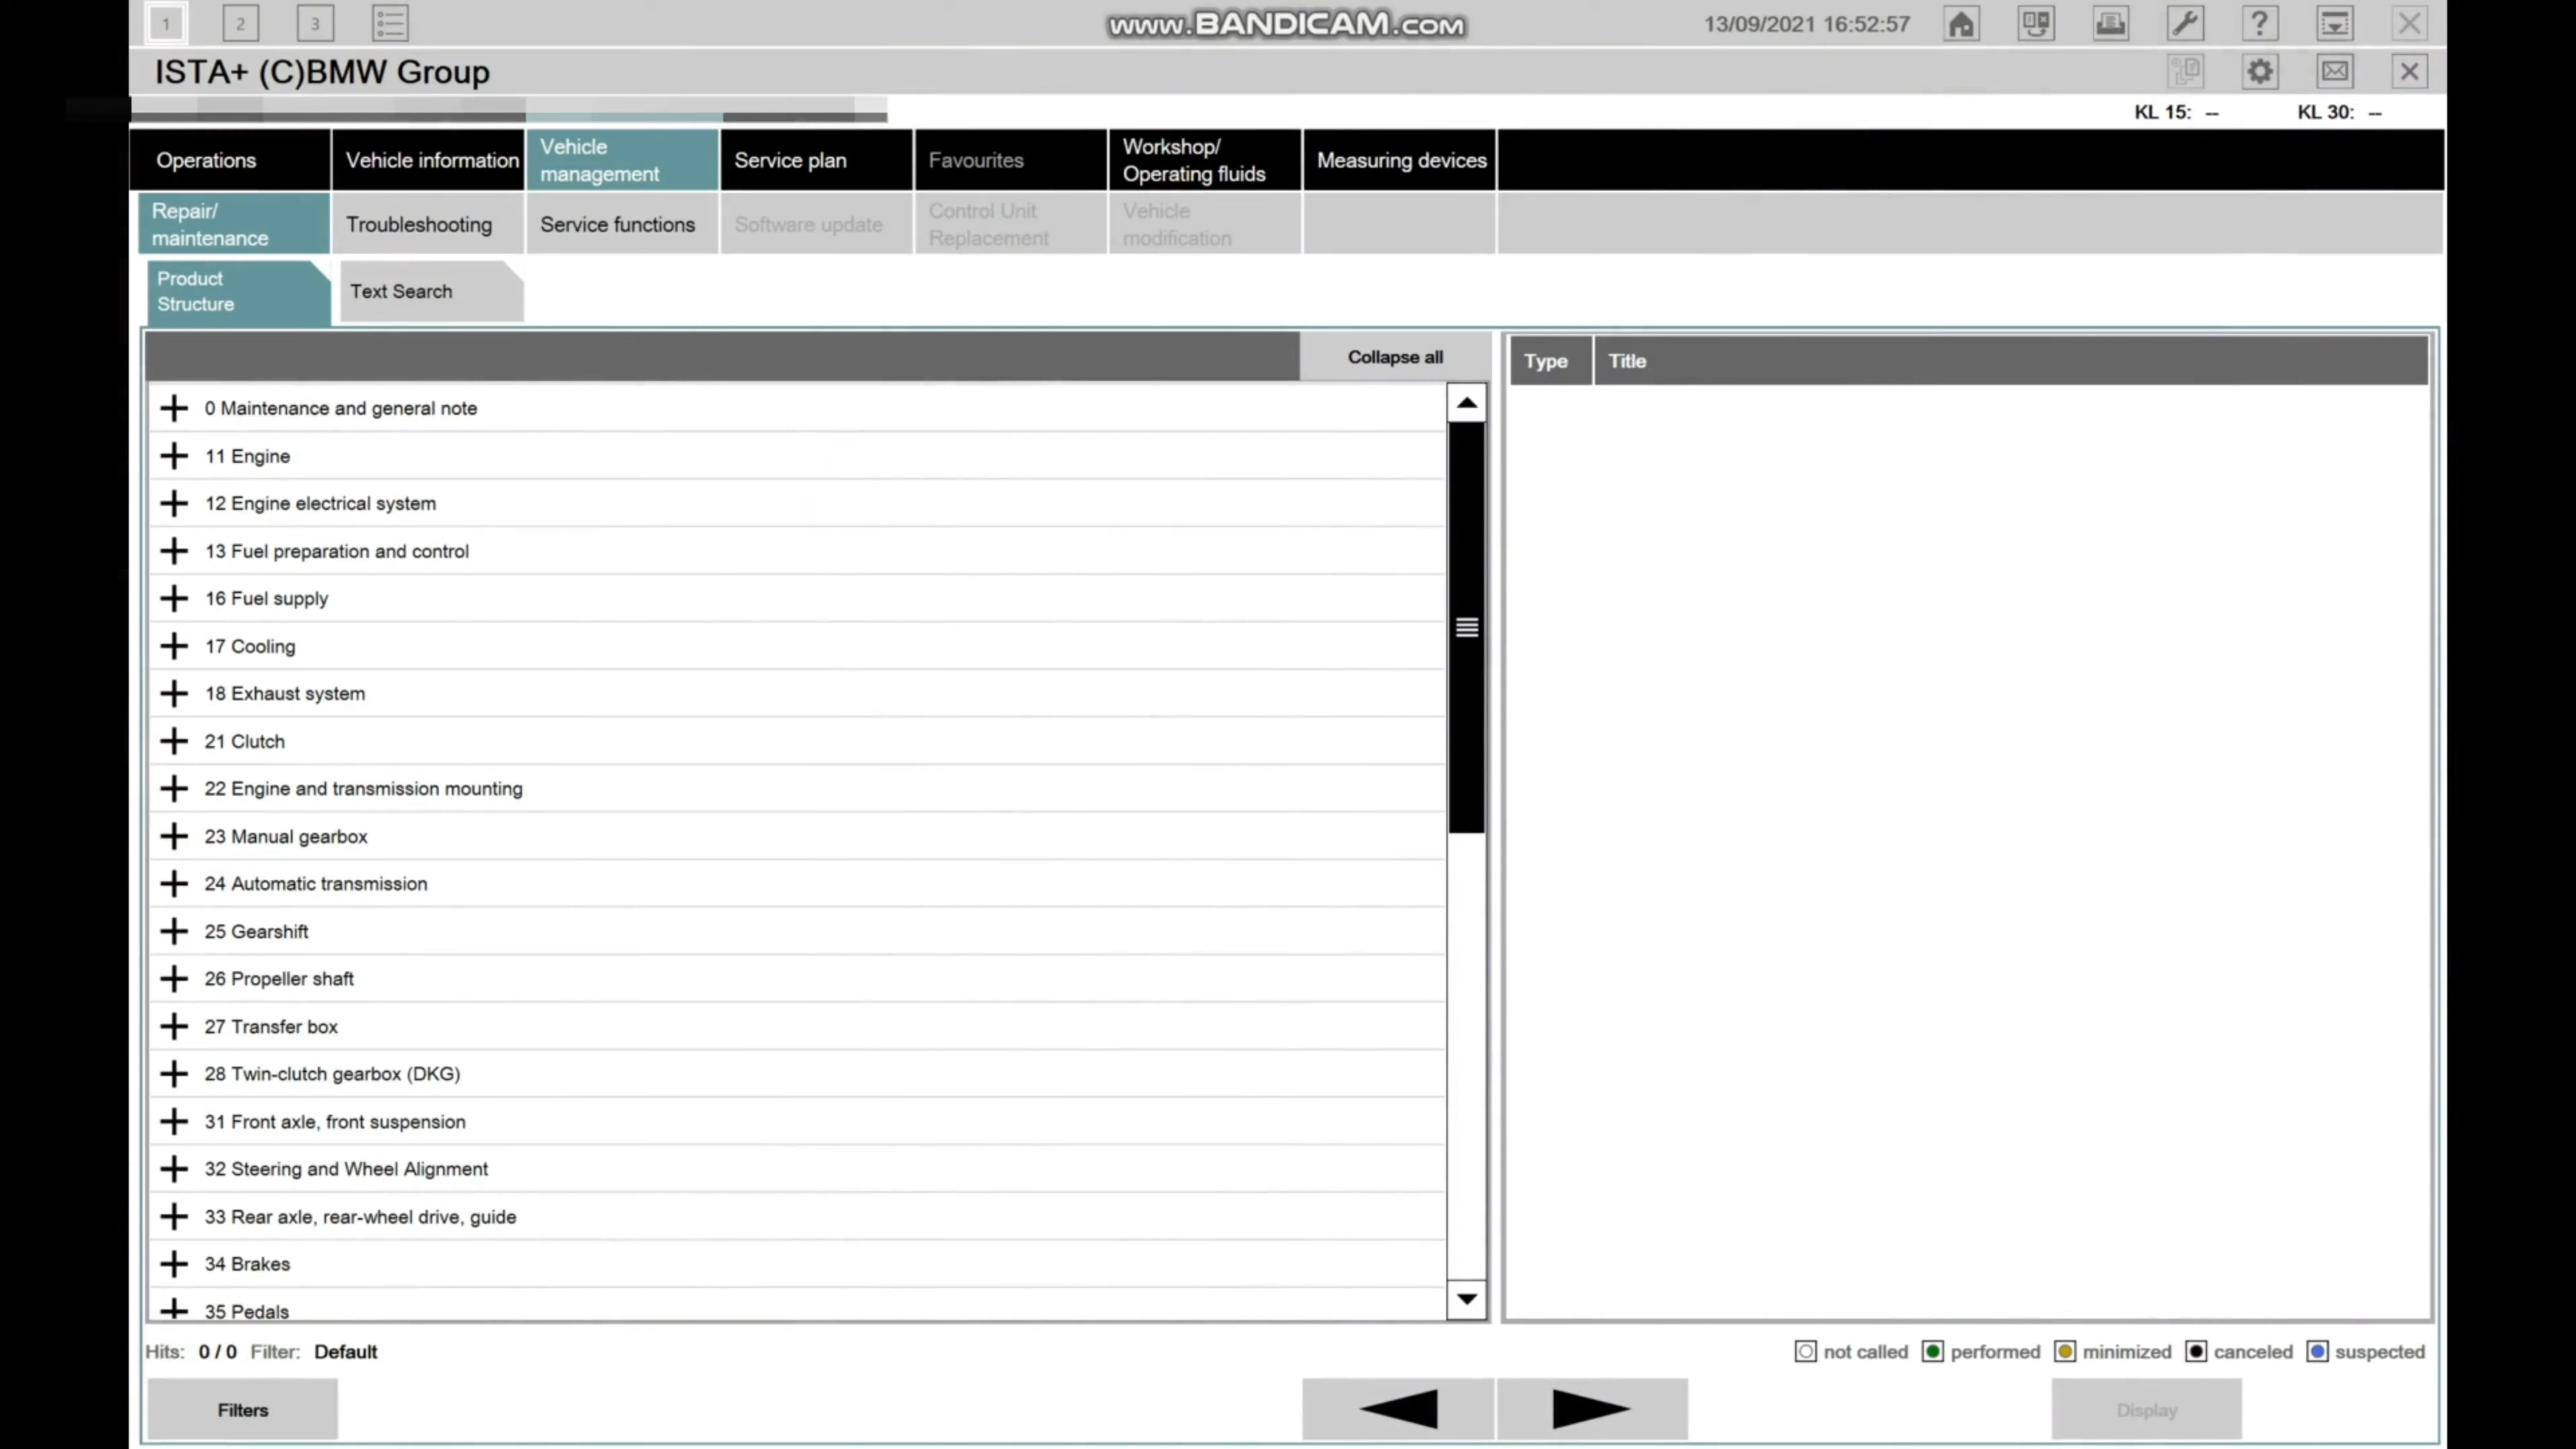 1 2 3
www.BANDICAM.com
13/09/2021 16:52:57
?
ISTA+ (C)BMW Group
KL 15: -- KL 30: --
Operations
Vehicle information
Vehicle
management
Service plan
Favourites
Workshop/
Operating fluids
Measuring devices
Repair/
maintenance
Troubleshooting
Service functions
Software update
Control Unit
Replacement
Vehicle
modification
Product
Structure
Text Search
Collapse all
Type Title
0 Maintenance and general note
11 Engine
12 Engine electrical system
13 Fuel preparation and control
16 Fuel supply
17 Cooling
18 Exhaust system
21 Clutch
22 Engine and transmission mounting
23 Manual gearbox
24 Automatic transmission
25 Gearshift
26 Propeller shaft
27 Transfer box
28 Twin-clutch gearbox (DKG)
31 Front axle, front suspension
32 Steering and Wheel Alignment
33 Rear axle, rear-wheel drive, guide
34 Brakes
35 Pedals
Hits: 0 / 0 Filter: Default
not called performed minimized canceled suspected
Filters
Display